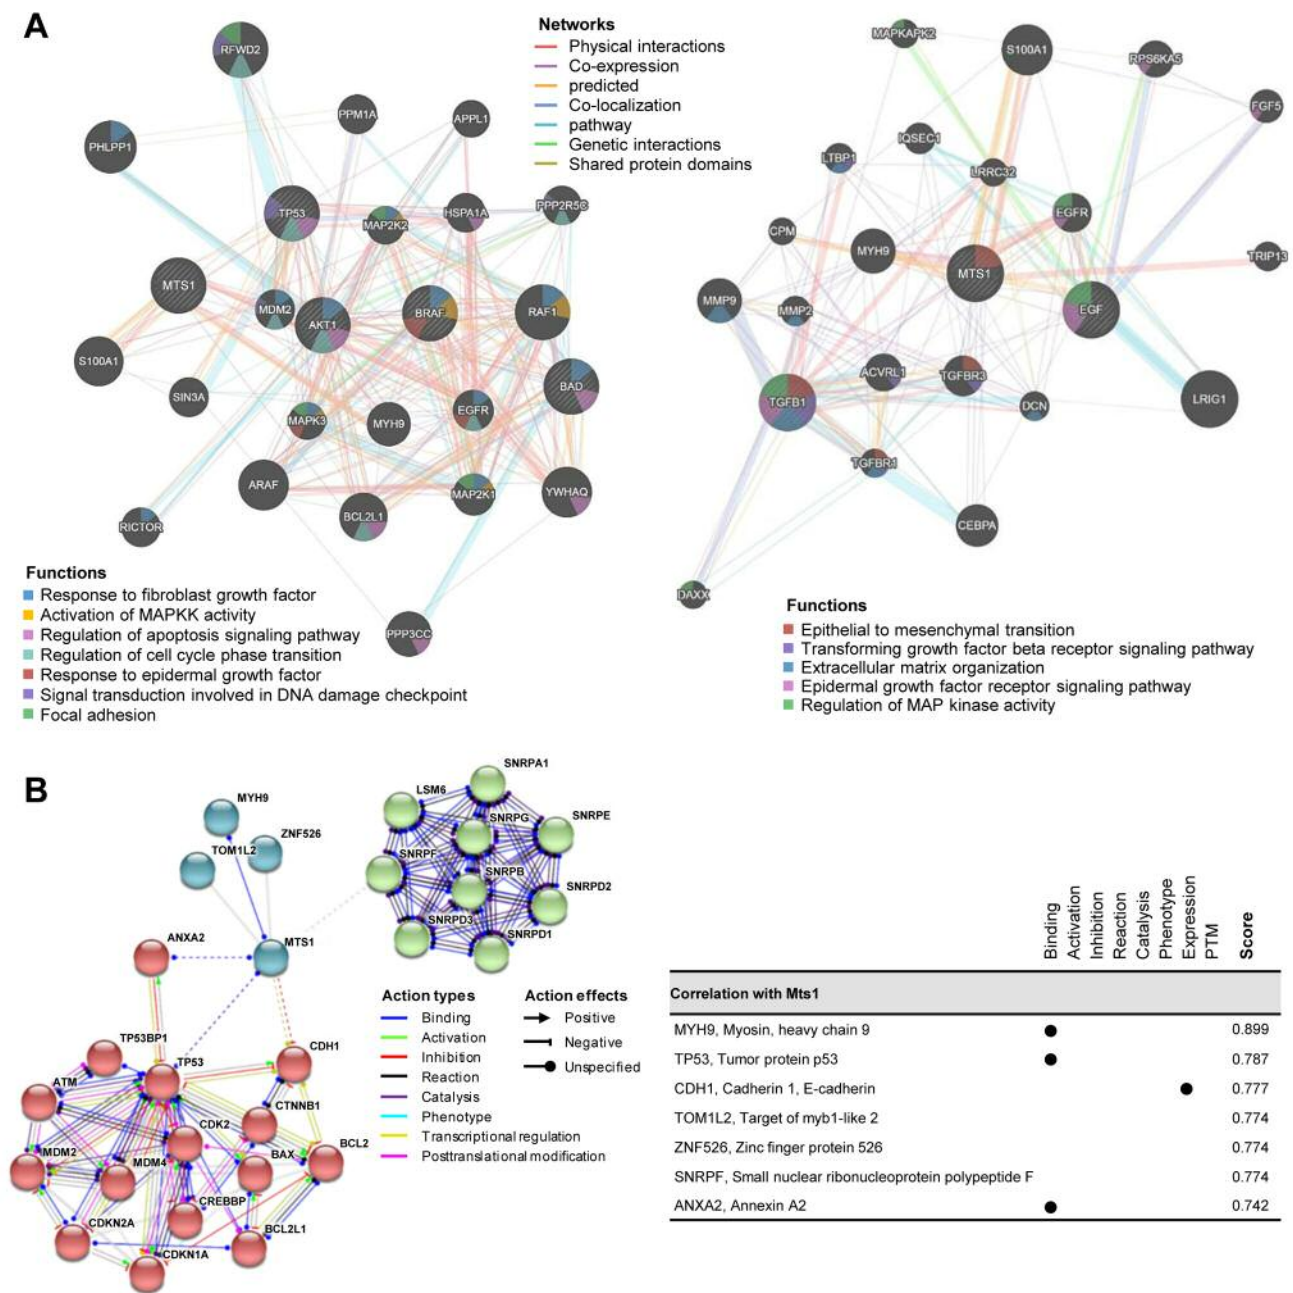 A
Networks
Physical interactions
Co-expression
predicted
Co-localization
pathway
Genetic interactions
Shared protein domains
RFWD2
PPM1A
APPL1
PHLPP1
TP53
MAP2K2
HSPA1A
PPP2R5C
MTS1
MDM2
AKT1
BRAF
RAF1
S100A1
SIN3A
BAD
MAPK3
MYH9
EGFR
ARAF
MAP2K1
YWHAQ
BCL2L1
RICTOR
PPP3CC
Functions
Response to fibroblast growth factor
Activation of MAPKK activity
Regulation of apoptosis signaling pathway
Regulation of cell cycle phase transition
Response to epidermal growth factor
Signal transduction involved in DNA damage checkpoint
Focal adhesion
MAPKAPK2
S100A1
RPS6KA5
FGF5
IQSEC1
LTBP1
LRRC32
EGFR
CPM
MYH9
MTS1
TRIP13
MMP9
MMP2
EGF
ACVRL1
TGFBR3
TGFB1
DCN
LRIG1
TGFBR1
CEBPA
DAXX
Functions
Epithelial to mesenchymal transition
Transforming growth factor beta receptor signaling pathway
Extracellular matrix organization
Epidermal growth factor receptor signaling pathway
Regulation of MAP kinase activity
B
MYH9
ZNF526
TOM1L2
ANXA2
MTS1
SNRPA1
LSM6
SNRPG
SNRPE
SNRPF
SNRPB
SNRPD2
SNRPD3
SNRPD1
TP53BP1
TP53
CDH1
ATM
CTNNB1
CDK2
BCL2
MDM2
MDM4
BAX
CREBBP
CDKN2A
BCL2L1
CDKN1A
Action types
Binding
Activation
Inhibition
Reaction
Catalysis
Phenotype
Transcriptional regulation
Posttranslational modification
Action effects
Positive
Negative
Unspecified
Binding
Activation
Inhibition
Reaction
Catalysis
Phenotype
Expression
PTM
Score
Correlation with Mts1
MYH9, Myosin, heavy chain 9 ● 0.899
TP53, Tumor protein p53 ● 0.787
CDH1, Cadherin 1, E-cadherin ● 0.777
TOM1L2, Target of myb1-like 2 0.774
ZNF526, Zinc finger protein 526 0.774
SNRPF, Small nuclear ribonucleoprotein polypeptide F 0.774
ANXA2, Annexin A2 ● 0.742